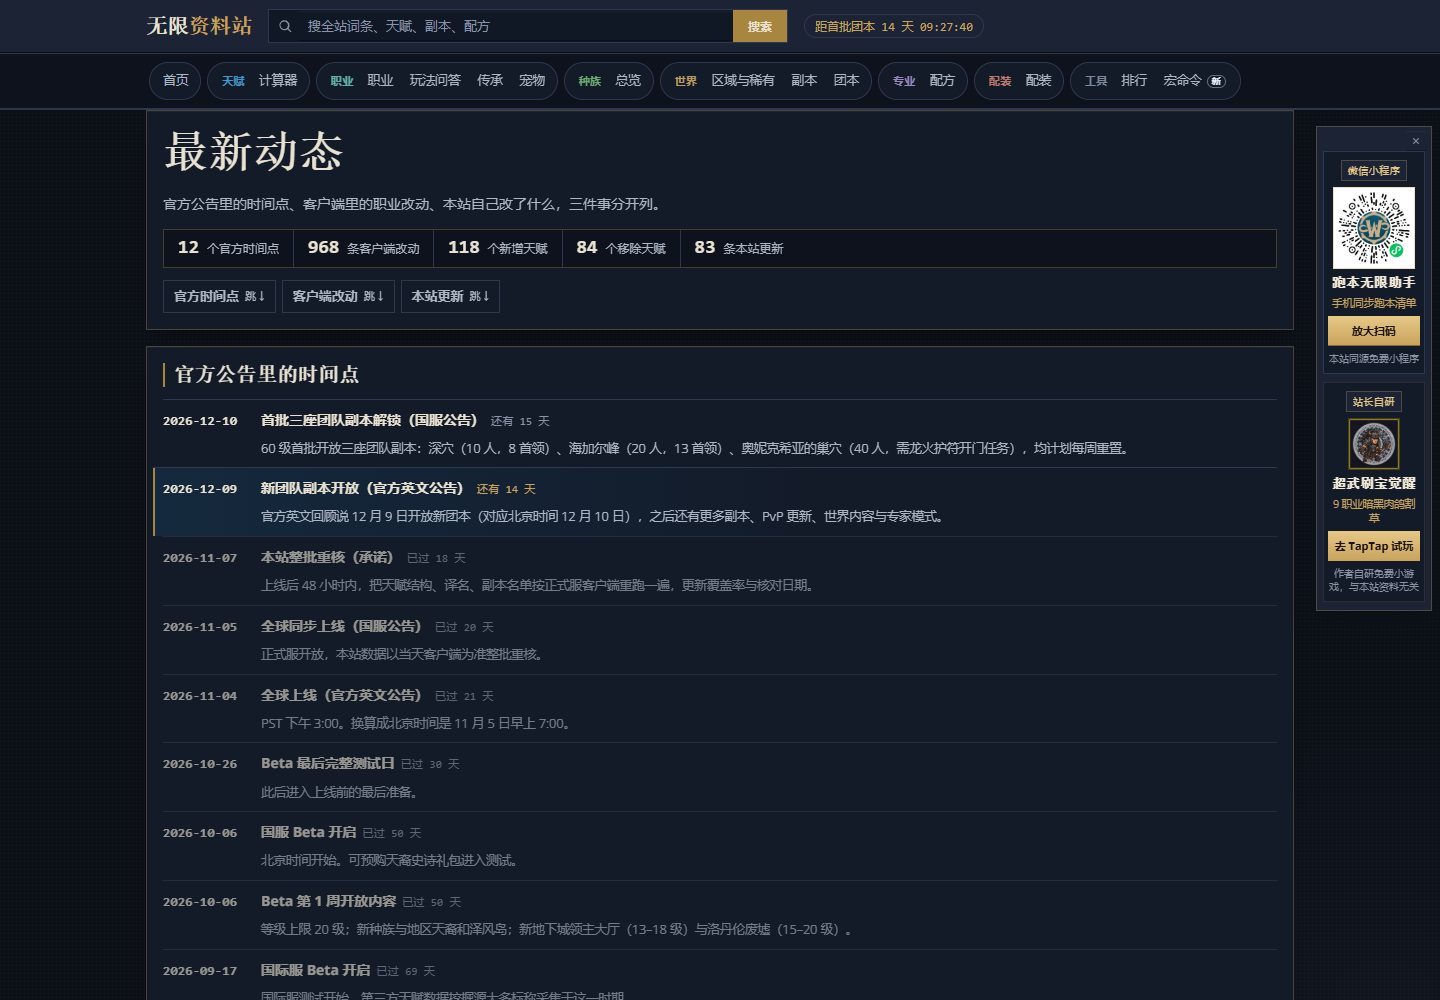 无限资料站
搜全站词条、天赋、副本、配方
搜索
距首批团本 14 天 09:27:40
首页
天赋 计算器
职业 职业 玩法问答 传承 宠物
种族 总览
世界 区域与稀有 副本 团本
专业 配方
配装 配装
工具 排行 宏命令 新
最新动态
官方公告里的时间点、客户端里的职业改动、本站自己改了什么，三件事分开列。
12 个官方时间点
968 条客户端改动
118 个新增天赋
84 个移除天赋
83 条本站更新
官方时间点 跳↓
客户端改动 跳↓
本站更新 跳↓
官方公告里的时间点
2026-12-10 首批三座团队副本解锁（国服公告） 还有 15 天
60 级首批开放三座团队副本：深穴（10 人，8 首领）、海加尔峰（20 人，13 首领）、奥妮克希亚的巢穴（40 人，需龙火护符开门任务），均计划每周重置。
2026-12-09 新团队副本开放（官方英文公告） 还有 14 天
官方英文回顾说 12 月 9 日开放新团本（对应北京时间 12 月 10 日），之后还有更多副本、PvP 更新、世界内容与专家模式。
2026-11-07 本站整批重核（承诺） 已过 18 天
上线后 48 小时内，把天赋结构、译名、副本名单按正式服客户端重跑一遍，更新覆盖率与核对日期。
2026-11-05 全球同步上线（国服公告） 已过 20 天
正式服开放，本站数据以当天客户端为准整批重核。
2026-11-04 全球上线（官方英文公告） 已过 21 天
PST 下午 3:00。换算成北京时间是 11 月 5 日早上 7:00。
2026-10-26 Beta 最后完整测试日 已过 30 天
此后进入上线前的最后准备。
2026-10-06 国服 Beta 开启 已过 50 天
北京时间开始。可预购天裔史诗礼包进入测试。
2026-10-06 Beta 第 1 周开放内容 已过 50 天
等级上限 20 级；新种族与地区天裔和泽风岛；新地下城领主大厅（13–18 级）与洛丹伦废墟（15–20 级）。
2026-09-17 国际服 Beta 开启 已过 69 天
国际服测试开始，第三方天赋数据挖掘源大多标称采集于这一时期
×
微信小程序
跑本无限助手
手机同步跑本清单
放大扫码
本站同源免费小程序
站长自研
超武刷宝觉醒
9 职业暗黑肉鸽割
草
去 TapTap 试玩
作者自研免费小游
戏，与本站资料无关